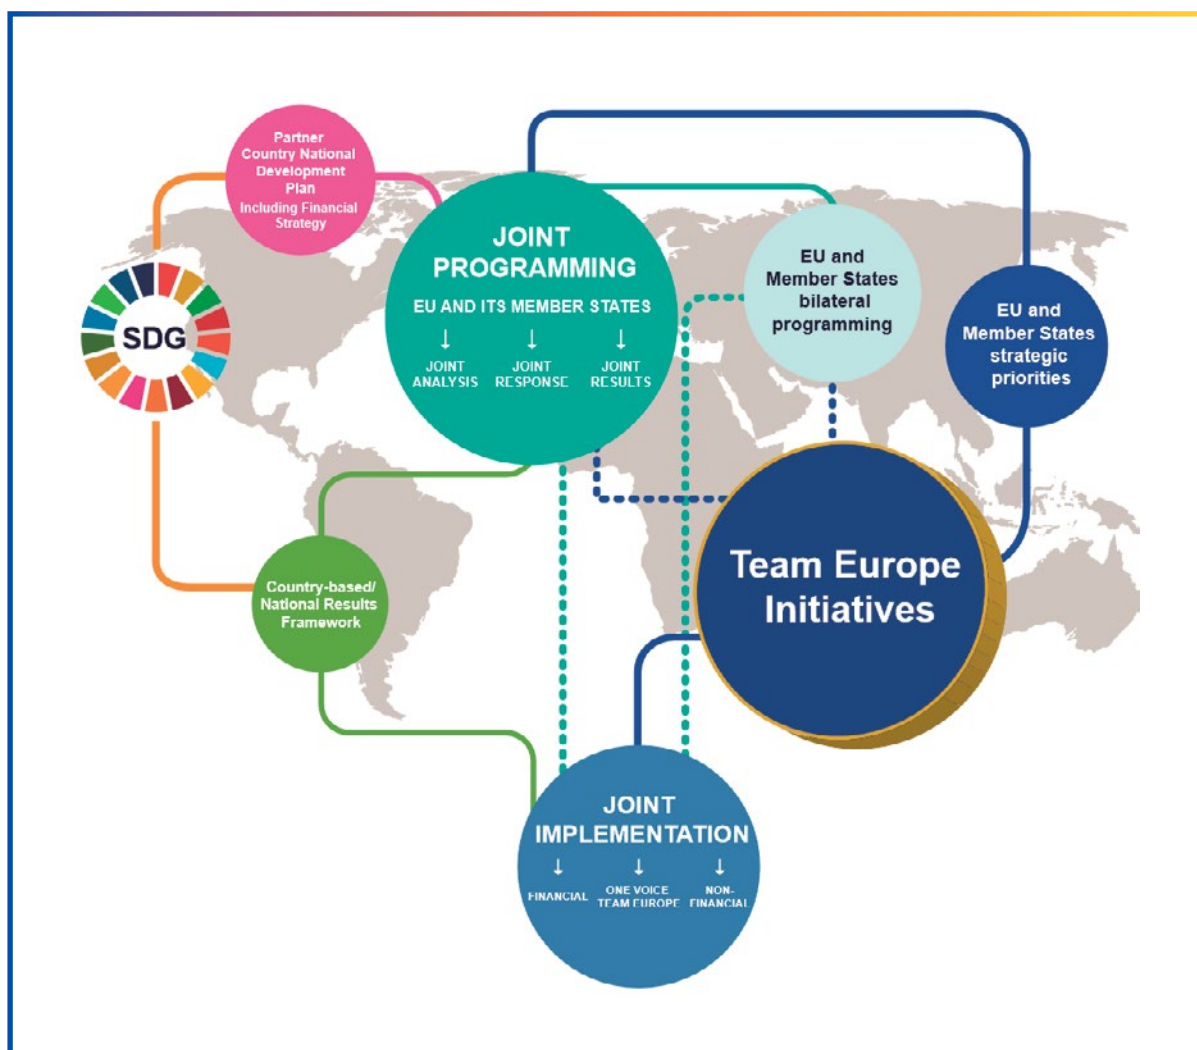 Partner
Country National
Development
Plan
Including Financial
Strategy
SDG
JOINT
PROGRAMMING
EU AND ITS MEMBER STATES
↓ ↓ ↓
JOINT
ANALYSIS
JOINT
RESPONSE
JOINT
RESULTS
EU and
Member States
bilateral
programming
EU and
Member States
strategic
priorities
Country-based/
National Results
Framework
Team Europe
Initiatives
JOINT
IMPLEMENTATION
↓ ↓ ↓
FINANCIAL
ONE VOICE
TEAM EUROPE
NON-
FINANCIAL